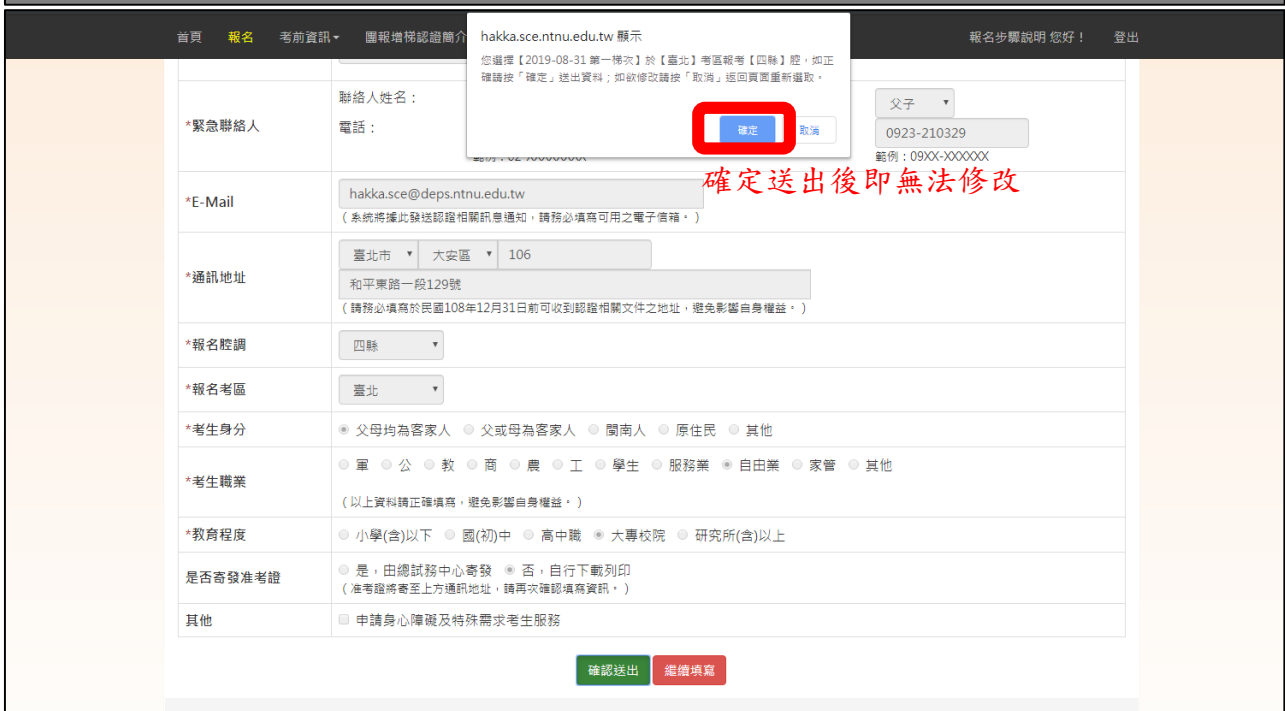 首頁 報名 考前資訊 團報增梯認證簡介 報名步驟說明 您好！ 登出
hakka.sce.ntnu.edu.tw 顯示
您選擇【2019-08-31 第一梯次】於【臺北】考區報考【四縣】腔，如正
確請按「確定」送出資料；如欲修改請按「取消」返回頁面重新選取。
確定 取消
*緊急聯絡人
聯絡人姓名：
父子
電話：
0923-210329
範例：09XX-XXXXXX
確定送出後即無法修改
*E-Mail
hakka.sce@deps.ntnu.edu.tw
（系統將據此發送認證相關訊息通知，請務必填寫可用之電子信箱。）
*通訊地址
臺北市 大安區 106
和平東路一段129號
（請務必填寫於民國108年12月31日前可收到認證相關文件之地址，避免影響自身權益。）
*報名腔調
四縣
*報名考區
臺北
*考生身分
父母均為客家人 父或母為客家人 閩南人 原住民 其他
*考生職業
軍 公 教 商 農 工 學生 服務業 自由業 家管 其他
（以上資料請正確填寫，避免影響自身權益。）
*教育程度
小學(含)以下 國(初)中 高中職 大專校院 研究所(含)以上
是否寄發准考證
是，由總試務中心寄發 否，自行下載列印
（准考證將寄至上方通訊地址，請再次確認填寫資訊。）
其他
申請身心障礙及特殊需求考生服務
確認送出 繼續填寫